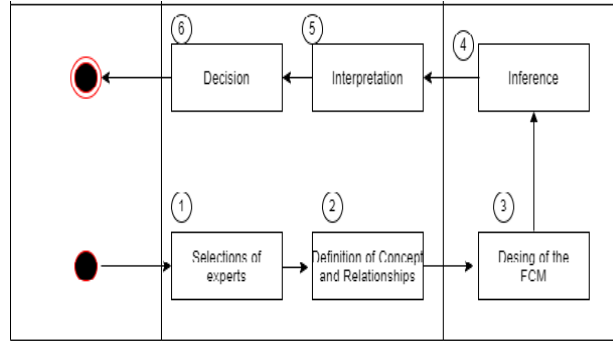 6
5
4
Decision
Interpretation
Inference
1
2
3
Selections of
experts
Definition of Concept
and Relationships
Desing of the
FCM